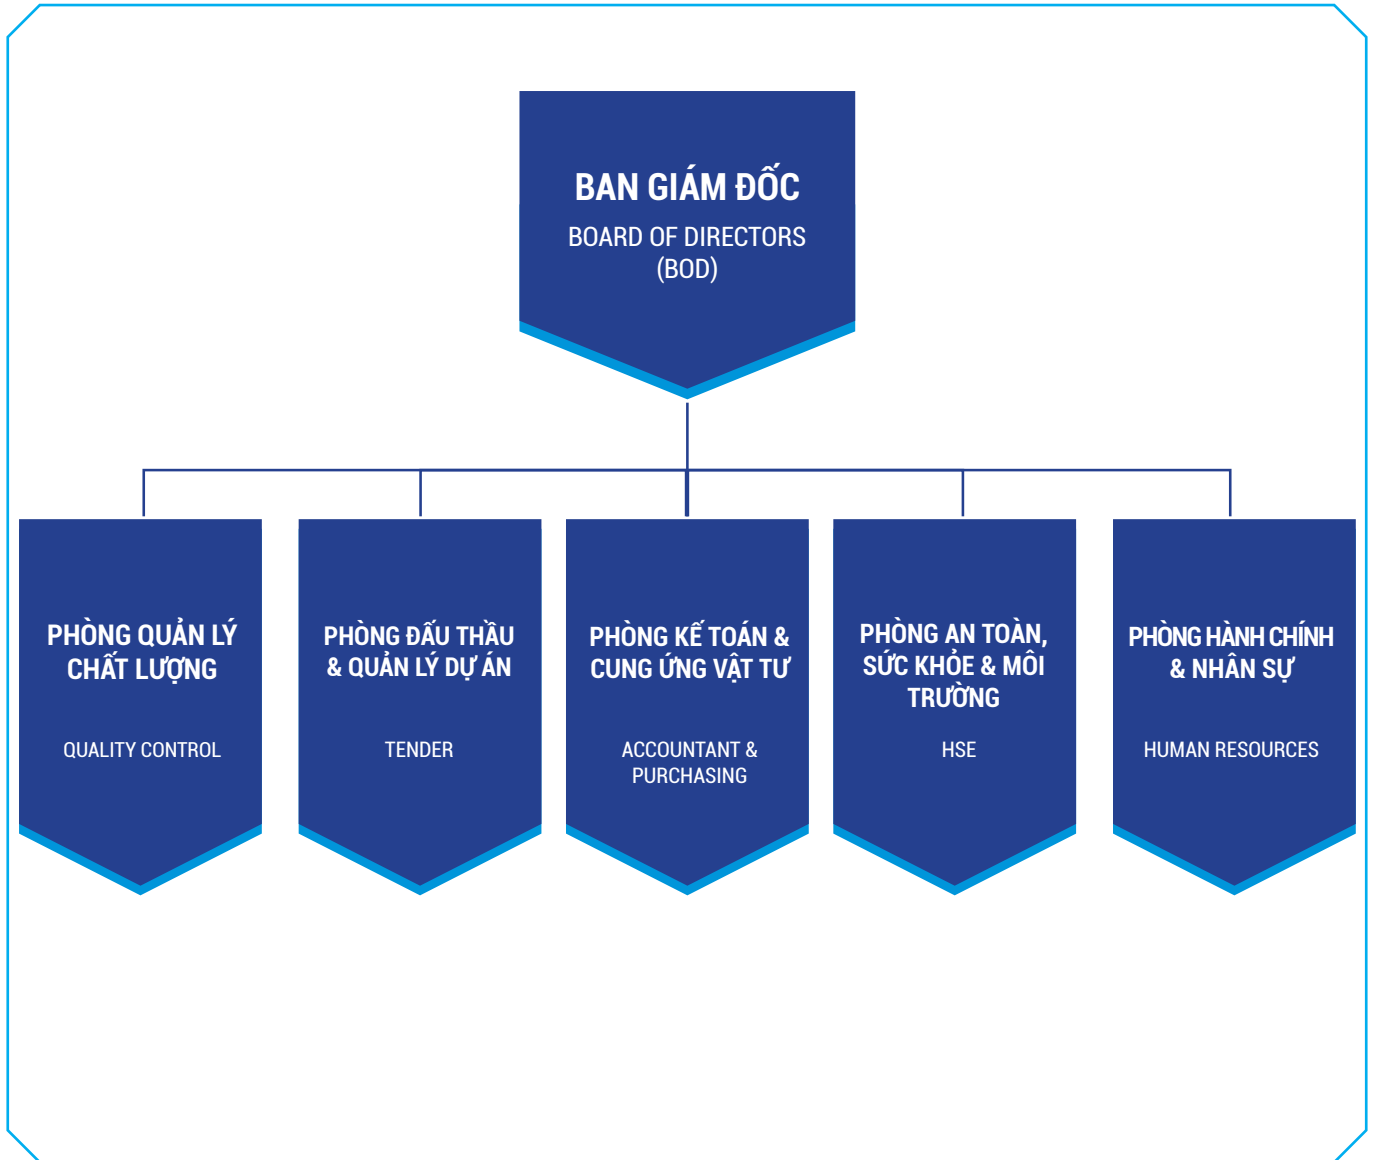 BAN GIÁM ĐỐC
BOARD OF DIRECTORS
(BOD)
PHÒNG QUẢN LÝ
CHẤT LƯỢNG
QUALITY CONTROL
PHÒNG ĐẤU THẦU
& QUẢN LÝ DỰ ÁN
TENDER
PHÒNG KẾ TOÁN &
CUNG ỨNG VẬT TƯ
ACCOUNTANT &
PURCHASING
PHÒNG AN TOÀN,
SỨC KHỎE & MÔI
TRƯỜNG
HSE
PHÒNG HÀNH CHÍNH
& NHÂN SỰ
HUMAN RESOURCES